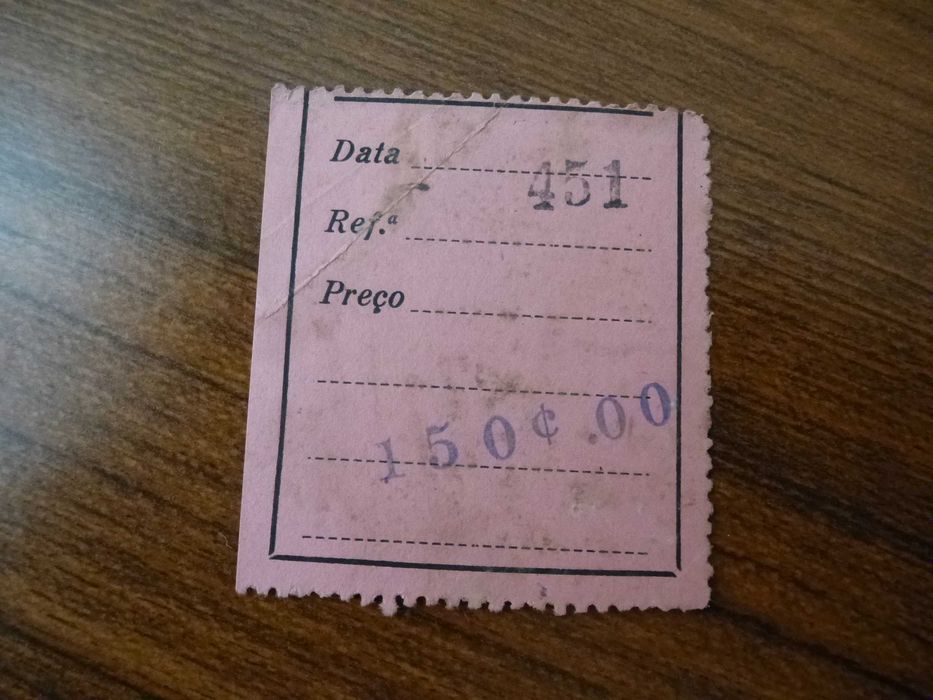 Data
451
Ref.ª
Preço
150¢.00